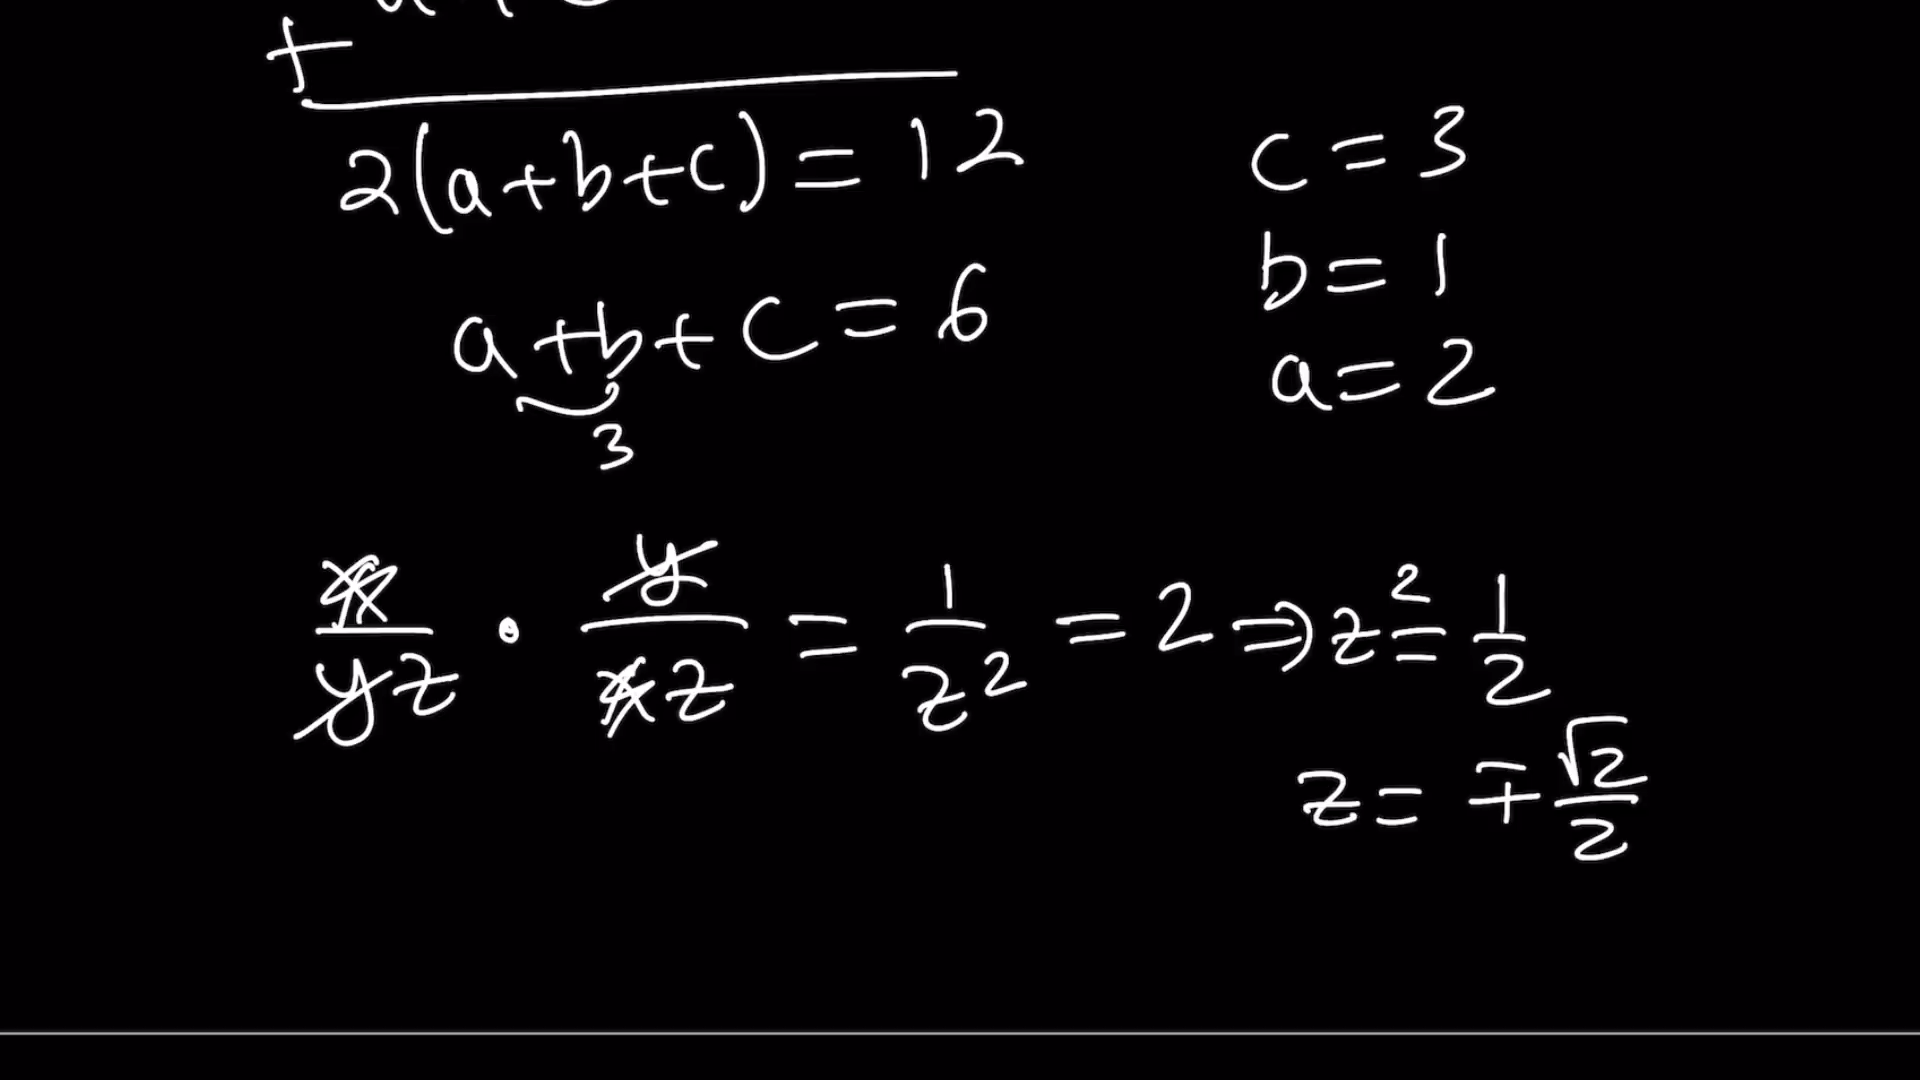 +
2(a+b+c) = 12
c = 3
b = 1
a + b + c = 6
a = 2
3
x/yz · y/xz = 1/z² = 2 ⇒ z² = 1/2
z = ∓ √2/2